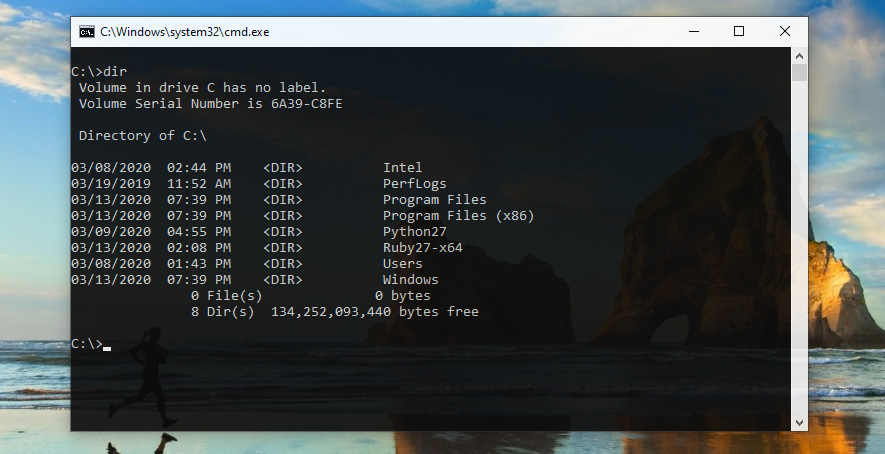 C:\Windows\system32\cmd.exe
C:\>dir
Volume in drive C has no label.
Volume Serial Number is 6A39-C8FE
Directory of C:\
03/08/2020 02:44 PM <DIR> Intel
03/19/2019 11:52 AM <DIR> PerfLogs
03/13/2020 07:39 PM <DIR> Program Files
03/13/2020 07:39 PM <DIR> Program Files (x86)
03/09/2020 04:55 PM <DIR> Python27
03/13/2020 02:08 PM <DIR> Ruby27-x64
03/08/2020 01:43 PM <DIR> Users
03/13/2020 07:39 PM <DIR> Windows
0 File(s) 0 bytes
8 Dir(s) 134,252,093,440 bytes free
C:\>